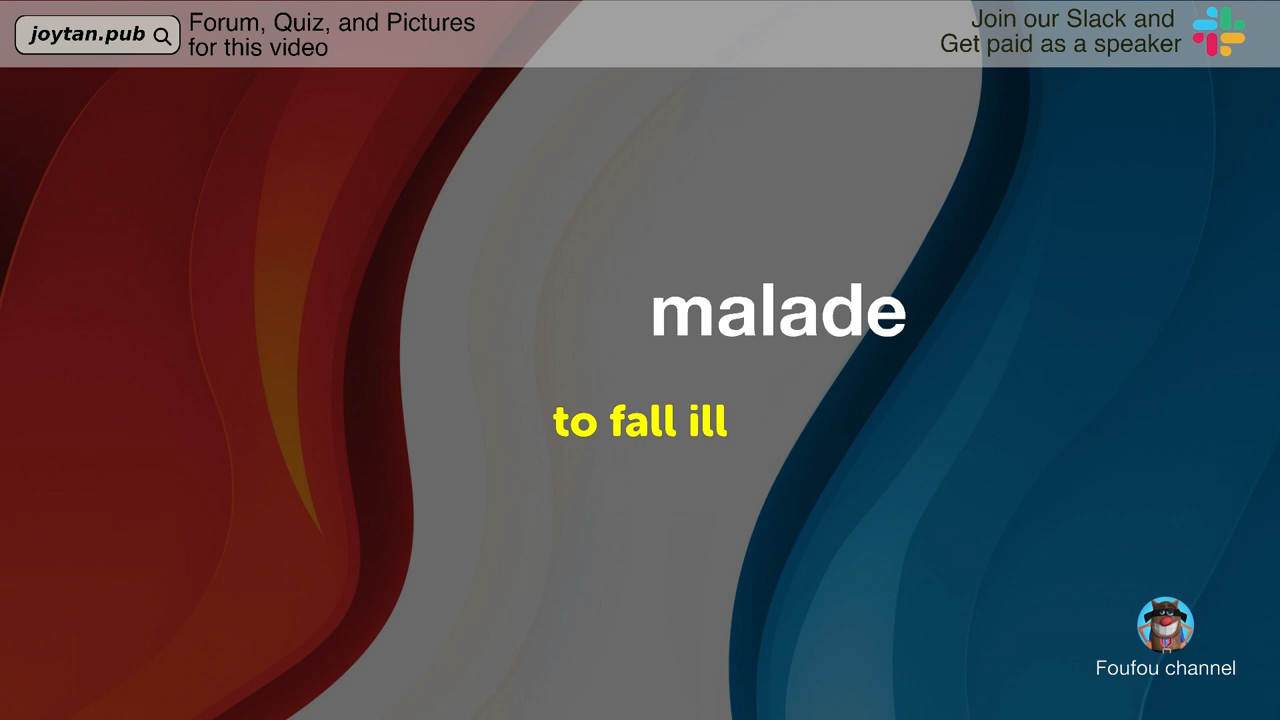 joytan.pub
Forum, Quiz, and Pictures
for this video
Join our Slack and
Get paid as a speaker
malade
to fall ill
Foufou channel